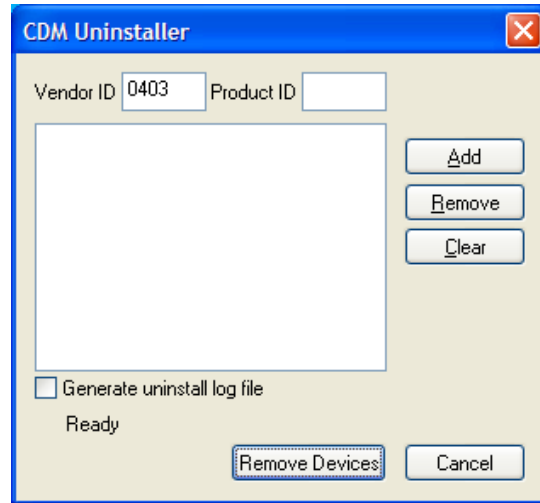 CDM Uninstaller
Vendor ID 0403 Product ID
Add
Remove
Clear
Generate uninstall log file
Ready
Remove Devices Cancel